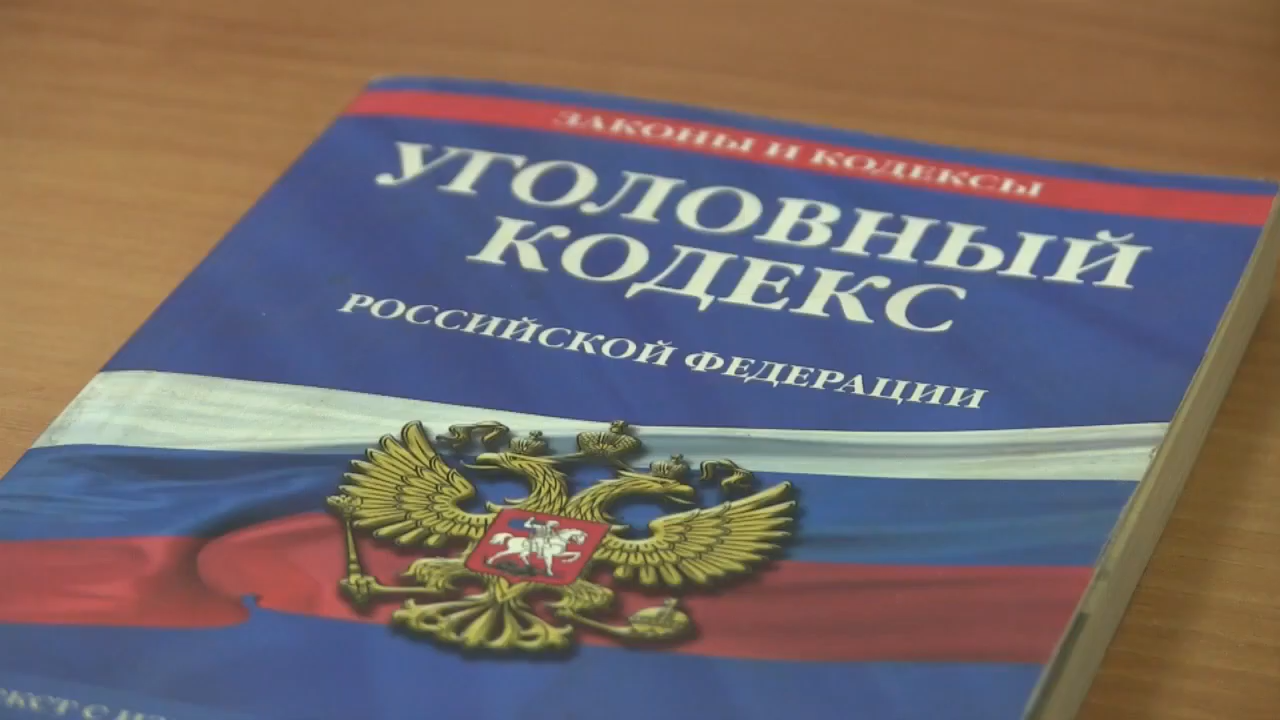 ЗАКОНЫ И КОДЕКСЫ
УГОЛОВНЫЙ
КОДЕКС
РОССИЙСКОЙ ФЕДЕРАЦИИ